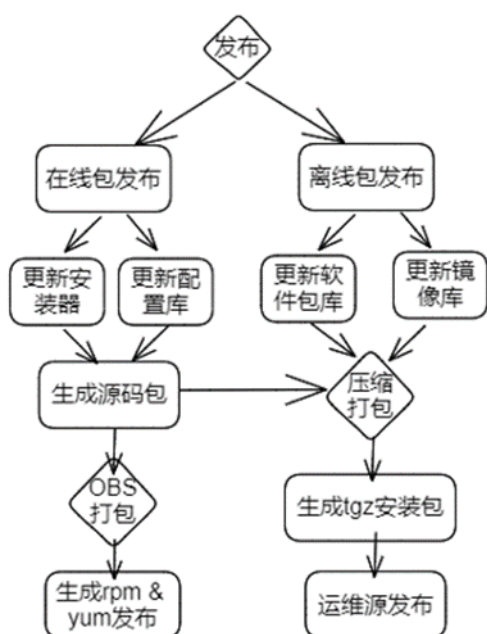 发布
在线包发布
离线包发布
更新安
装器
更新配
置库
更新软
件包库
更新镜
像库
生成源码包
压缩
打包
OBS
打包
生成tgz安装包
生成rpm &
yum发布
运维源发布